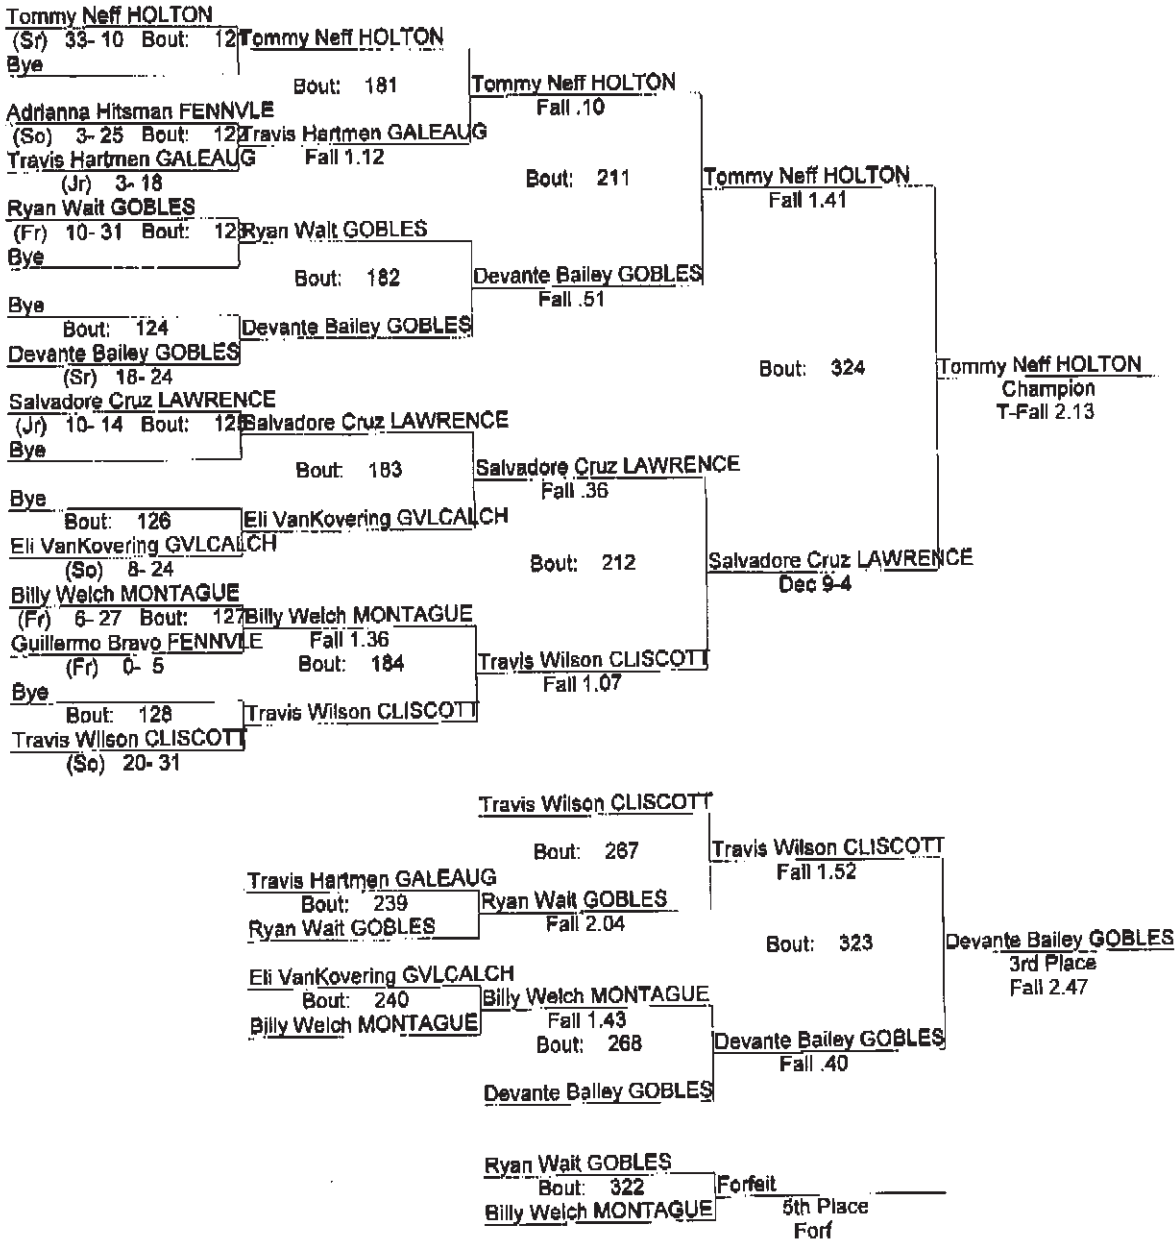 Tommy Neff HOLTON
(Sr) 33- 10 Bout: 121
Bye
Tommy Neff HOLTON
Bout: 181
Adrianna Hitsman FENNVLE
(So) 3- 25 Bout: 122
Travis Hartmen GALEAUG
(Jr) 3- 18
Travis Hartmen GALEAUG
Fall 1.12
Tommy Neff HOLTON
Fall .10
Bout: 211
Ryan Wait GOBLES
(Fr) 10- 31 Bout: 123
Bye
Ryan Wait GOBLES
Bout: 182
Bye
Bout: 124
Devante Bailey GOBLES
(Sr) 18- 24
Devante Bailey GOBLES
Devante Bailey GOBLES
Fall .51
Tommy Neff HOLTON
Fall 1.41
Bout: 324
Tommy Neff HOLTON
Champion
T-Fall 2.13
Salvadore Cruz LAWRENCE
(Jr) 10- 14 Bout: 125
Bye
Salvadore Cruz LAWRENCE
Bout: 183
Bye
Bout: 126
Eli VanKovering GVLCALCH
(So) 8- 24
Eli VanKovering GVLCALCH
Salvadore Cruz LAWRENCE
Fall .36
Bout: 212
Billy Welch MONTAGUE
(Fr) 6- 27 Bout: 127
Guillermo Bravo FENNVLE
(Fr) 0- 5
Billy Welch MONTAGUE
Fall 1.36
Bout: 184
Bye
Bout: 128
Travis Wilson CLISCOTT
(So) 20- 31
Travis Wilson CLISCOTT
Travis Wilson CLISCOTT
Fall 1.07
Salvadore Cruz LAWRENCE
Dec 9-4
Travis Wilson CLISCOTT
Bout: 267
Travis Hartmen GALEAUG
Bout: 239
Ryan Wait GOBLES
Ryan Wait GOBLES
Fall 2.04
Travis Wilson CLISCOTT
Fall 1.52
Bout: 323
Eli VanKovering GVLCALCH
Bout: 240
Billy Welch MONTAGUE
Billy Welch MONTAGUE
Fall 1.43
Bout: 268
Devante Bailey GOBLES
Devante Bailey GOBLES
Fall .40
Devante Bailey GOBLES
3rd Place
Fall 2.47
Ryan Wait GOBLES
Bout: 322
Billy Welch MONTAGUE
Forfeit
5th Place
Forf